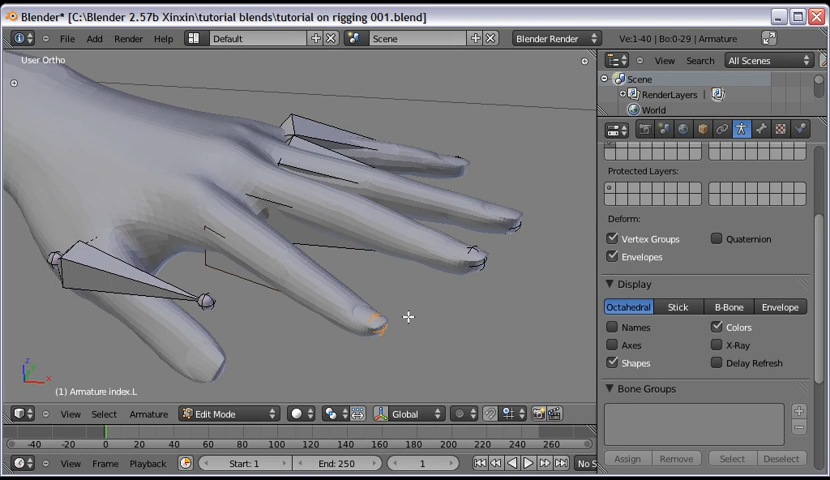 Blender* [C:\Blender 2.57b Xinxin\tutorial blends\tutorial on rigging 001.blend]
File Add Render Help Default Scene Blender Render Ve:1-40 | Bo:0-29 | Armature
User Ortho
View Search All Scenes
Scene
RenderLayers
World
Protected Layers:
Deform:
Vertex Groups Quaternion
Envelopes
Display
Octahedral Stick B-Bone Envelope
Names Colors
Axes X-Ray
Shapes Delay Refresh
Bone Groups
Assign Remove Select Deselect
z
x
(1) Armature index.L
View Select Armature Edit Mode Global
-40 -20 0 20 40 60 80 100 120 140 160 180 200 220 240 260
View Frame Playback Start: 1 End: 250 1 No S